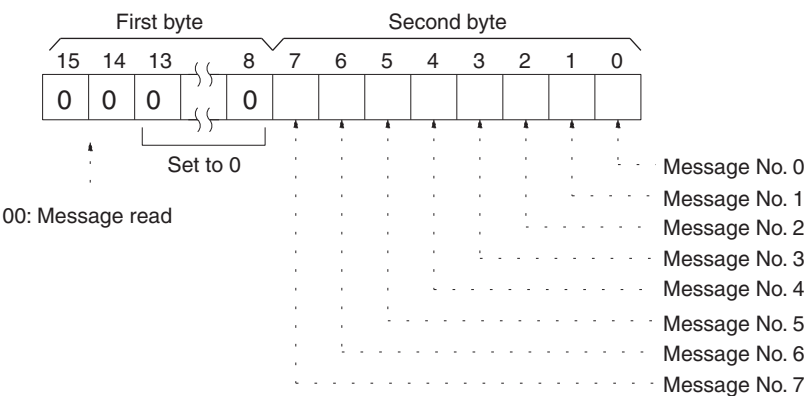 First byte Second byte
15 14 13 8 7 6 5 4 3 2 1 0
0 0 0 0
Set to 0
Message No. 0
Message No. 1
00: Message read
Message No. 2
Message No. 3
Message No. 4
Message No. 5
Message No. 6
Message No. 7